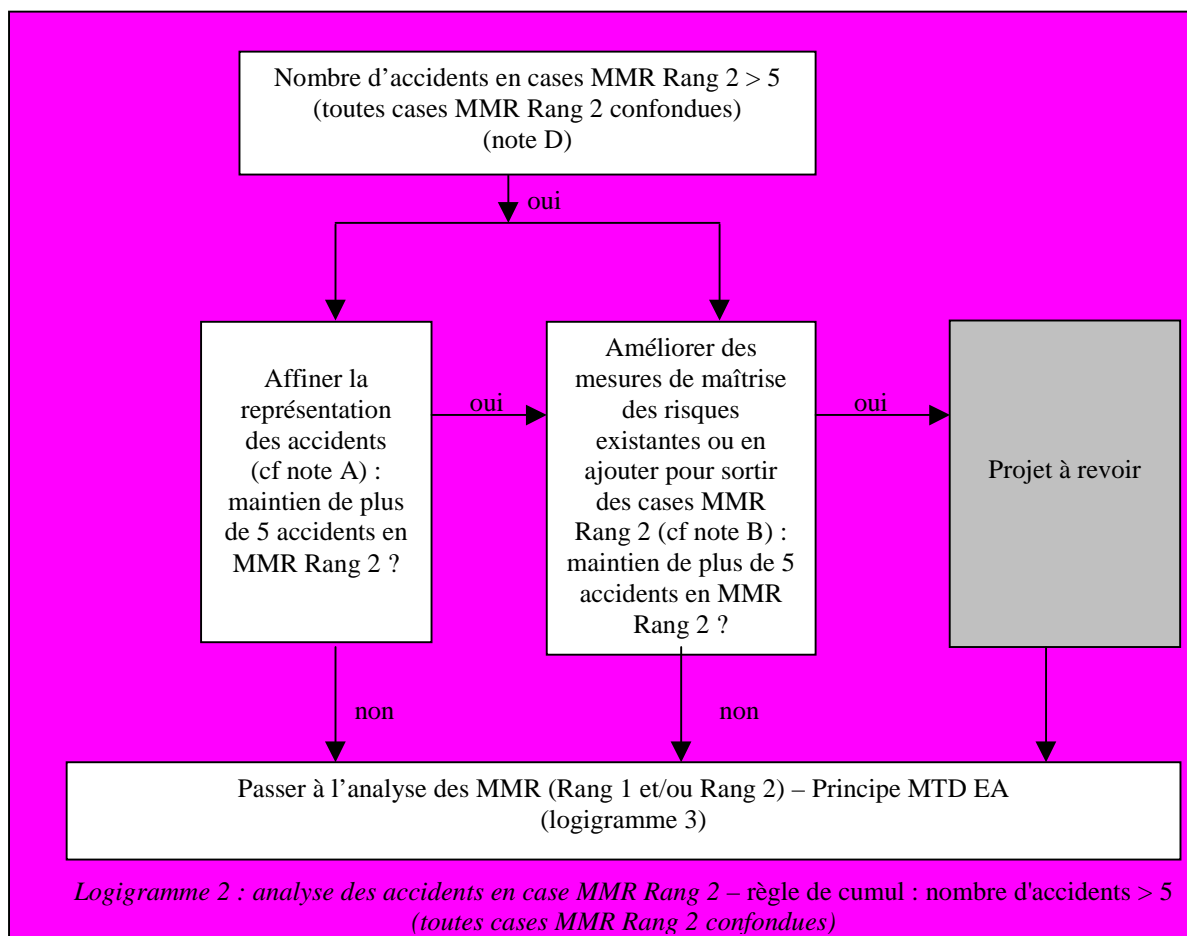 Nombre d'accidents en cases MMR Rang 2 > 5
(toutes cases MMR Rang 2 confondues)
(note D)
oui
Affiner la
représentation
des accidents
(cf note A) :
maintien de plus
de 5 accidents en
MMR Rang 2 ?
oui
Améliorer des
mesures de maîtrise
des risques
existantes ou en
ajouter pour sortir
des cases MMR
Rang 2 (cf note B) :
maintien de plus de 5
accidents en MMR
Rang 2 ?
oui
Projet à revoir
non
non
Passer à l'analyse des MMR (Rang 1 et/ou Rang 2) – Principe MTD EA
(logigramme 3)
Logigramme 2 : analyse des accidents en case MMR Rang 2 – règle de cumul : nombre d'accidents > 5
(toutes cases MMR Rang 2 confondues)